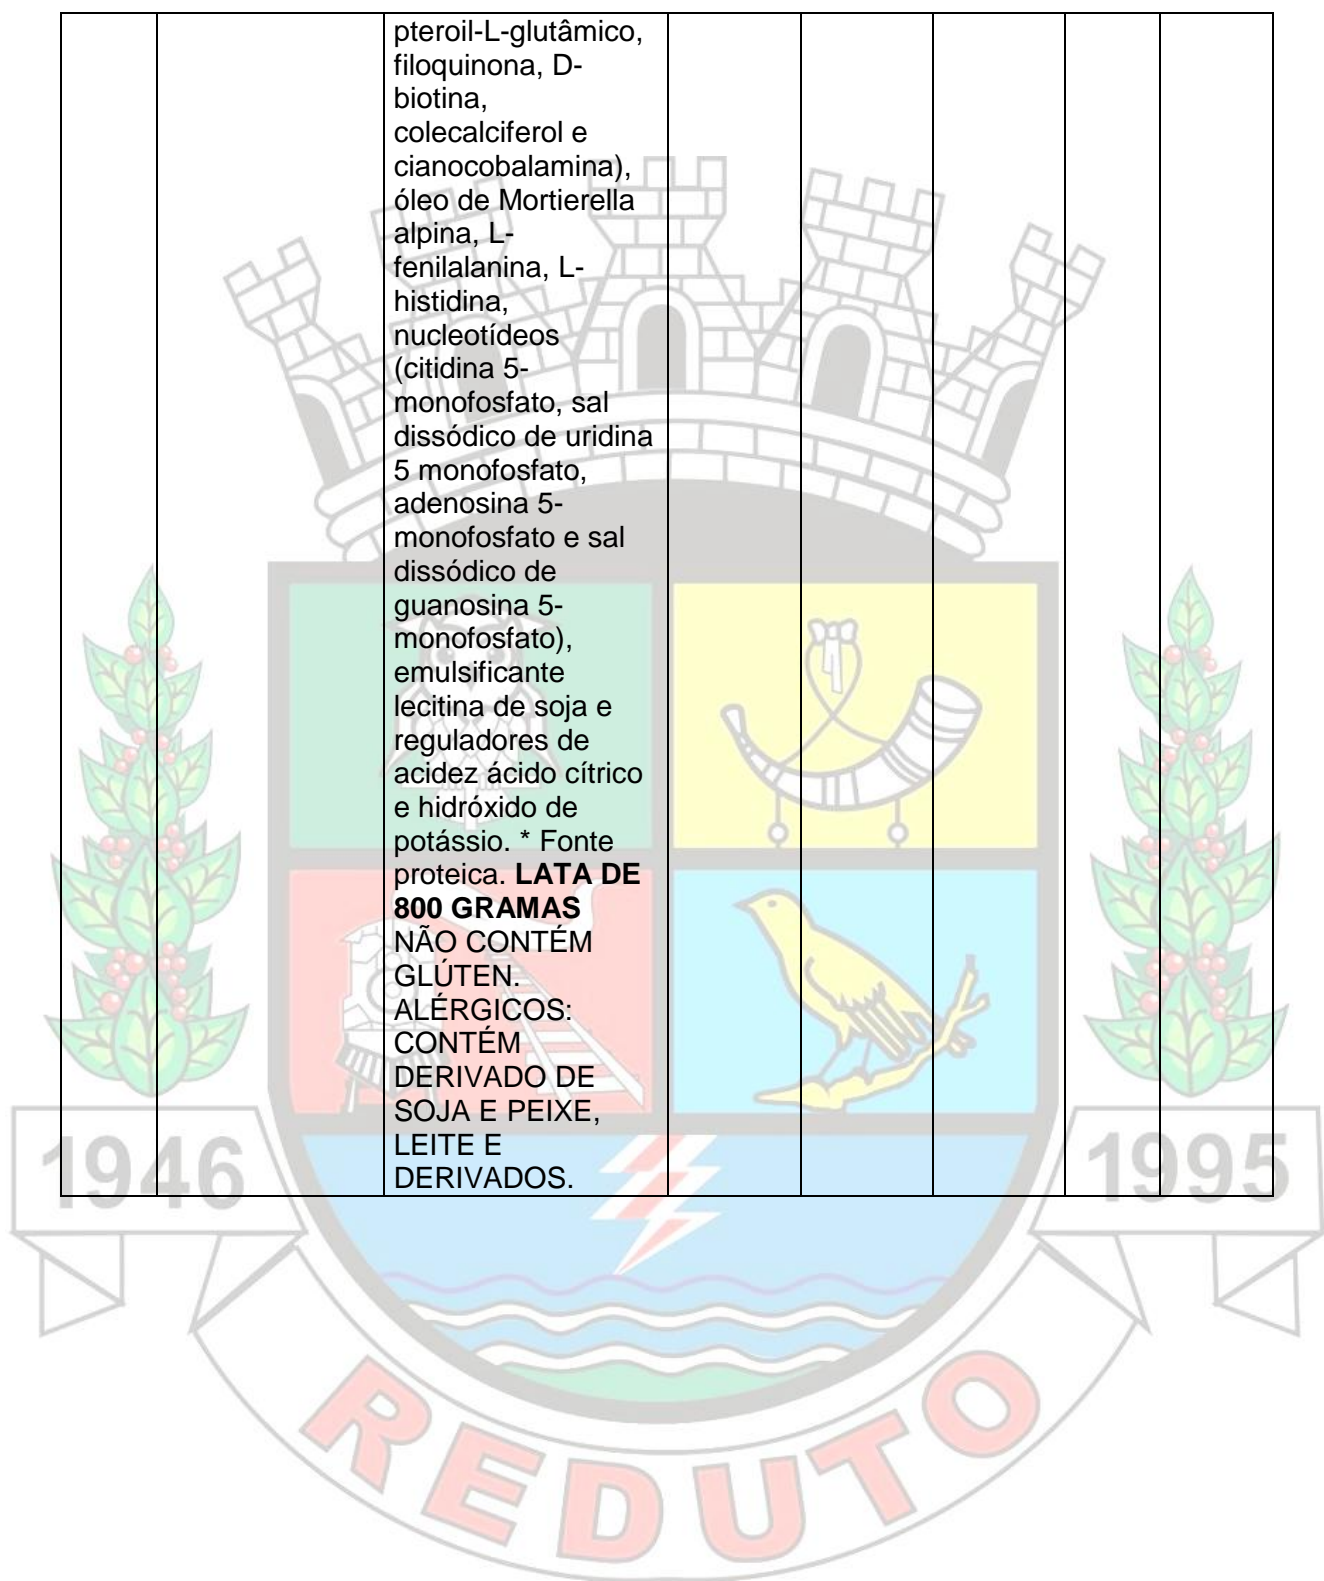 pteroil-L-glutâmico,
filoquinona, D-
biotina,
colecalciferol e
cianocobalamina),
óleo de Mortierella
alpina, L-
fenilalanina, L-
histidina,
nucleotídeos
(citidina 5-
monofosfato, sal
dissódico de uridina
5 monofosfato,
adenosina 5-
monofosfato e sal
dissódico de
guanosina 5-
monofosfato),
emulsificante
lecitina de soja e
reguladores de
acidez ácido cítrico
e hidróxido de
potássio. * Fonte
proteica. LATA DE
800 GRAMAS
NÃO CONTÉM
GLÚTEN.
ALÉRGICOS:
CONTÉM
DERIVADO DE
SOJA E PEIXE,
LEITE E
DERIVADOS.
1946
1995
REDUTO